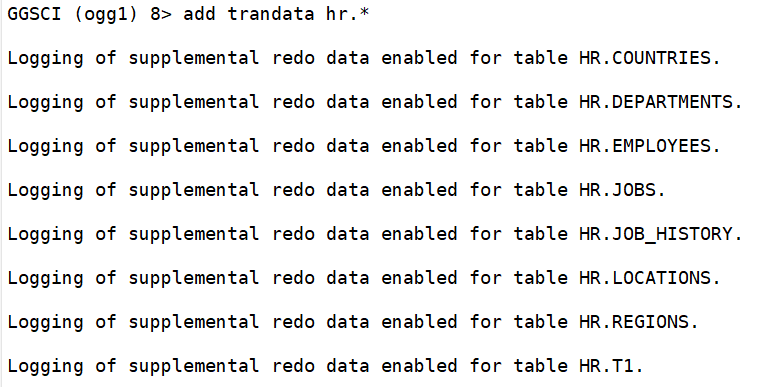 GGSCI (ogg1) 8> add trandata hr.*
Logging of supplemental redo data enabled for table HR.COUNTRIES.
Logging of supplemental redo data enabled for table HR.DEPARTMENTS.
Logging of supplemental redo data enabled for table HR.EMPLOYEES.
Logging of supplemental redo data enabled for table HR.JOBS.
Logging of supplemental redo data enabled for table HR.JOB_HISTORY.
Logging of supplemental redo data enabled for table HR.LOCATIONS.
Logging of supplemental redo data enabled for table HR.REGIONS.
Logging of supplemental redo data enabled for table HR.T1.